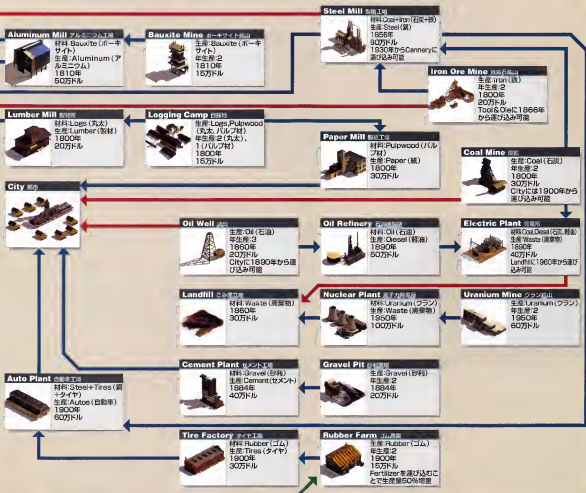 Steel Mill 製鉄工場
材料:Coal+Iron(石炭+鉄)
生産:Steel(鋼)
1856年
80万ドル
1930年からCanneryに
運び込み可能
Aluminum Mill アルミニウム工場
材料:Bauxite(ボーキ
サイト)
生産:Aluminum(ア
ルミニウム)
1810年
50万ドル
Bauxite Mine ボーキサイト鉱山
生産:Bauxite(ボーキ
サイト)
年生産:2
1810年
15万ドル
Iron Ore Mine 鉄鉱石鉱山
生産:Iron(鉄)
年生産:2
1800年
20万ドル
Tool&Dieに1866年
から運び込み可能
Lumber Mill 製材所
材料:Logs(丸太)
生産:Lumber(製材)
1800年
20万ドル
Logging Camp
生産:Logs,Pulpwood
(丸太、パルプ材)
年生産:2(丸太)、
1(パルプ材)
1800年
15万ドル
Paper Mill 製紙工場
材料:Pulpwood(パル
プ材)
生産:Paper(紙)
1800年
30万ドル
Coal Mine 炭鉱
生産:Coal(石炭)
年生産:2
1800年
30万ドル
Cityには1900年から
運び込み可能
City 都市
Oil Well
生産:Oil(石油)
年生産:3
1860年
20万ドル
Cityに1890年から運
び込み可能
Oil Refinery
材料:Oil(石油)
生産:Diesel(軽油)
1890年
50万ドル
Electric Plant 発電所
材料:Coal,Diesel(石炭、軽油)
生産:Waste(廃棄物)
1890年
40万ドル
Landfillに1960年から運び
込み可能
Landfill ごみ埋立地
材料:Waste(廃棄物)
1860年
30万ドル
Nuclear Plant 原子力発電所
材料:Uranium(ウラン)
生産:Waste(廃棄物)
1950年
100万ドル
Uranium Mine ウラン鉱山
生産:Uranium(ウラン)
年生産:2
1950年
60万ドル
Cement Plant セメント工場
材料:Gravel(砂利)
生産:Cement(セメント)
1884年
40万ドル
Gravel Pit
生産:Gravel(砂利)
年生産:2
1884年
20万ドル
Auto Plant 自動車工場
材料:Steel+Tires(鋼
+タイヤ)
生産:Autos(自動車)
1900年
60万ドル
Tire Factory タイヤ工場
材料:Rubber(ゴム)
生産:Tires(タイヤ)
1900年
30万ドル
Rubber Farm ゴム農園
生産:Rubber(ゴム)
年生産:2
1900年
15万ドル
Fertilizerを運び込むこ
とで生産量50%増量